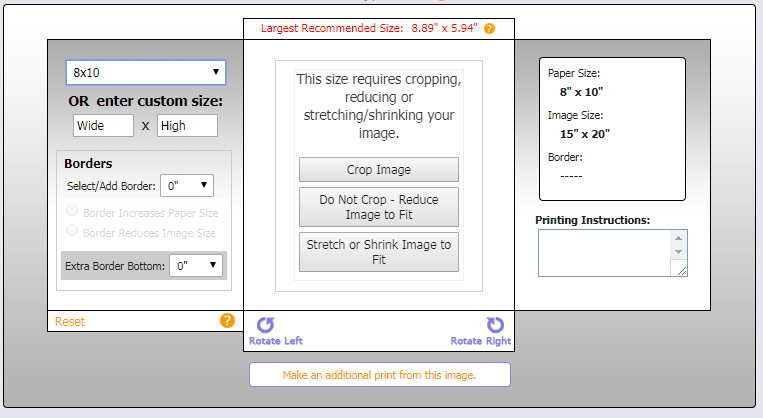 Largest Recommended Size: 8.89" x 5.94" ?
8x10
OR enter custom size:
Wide x High
Borders
Select/Add Border: 0"
Border Increases Paper Size
Border Reduces Image Size
Extra Border Bottom: 0"
Reset ?
This size requires cropping,
reducing or
stretching/shrinking your
image.
Crop Image
Do Not Crop - Reduce
Image to Fit
Stretch or Shrink Image to
Fit
Rotate Left Rotate Right
Paper Size:
8" x 10"
Image Size:
15" x 20"
Border:
-----
Printing Instructions:
Make an additional print from this image.